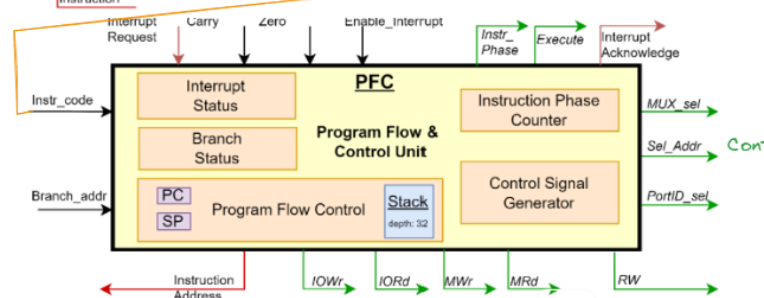 Instruction
Interrupt
Request
Carry
Zero
Enable_Interrupt
Instr_
Phase
Execute
Interrupt
Acknowledge
PFC
Interrupt
Status
Instruction Phase
Counter
Instr_code
MUX_sel
Program Flow &
Control Unit
Branch
Status
Sel_Addr
Con
Control Signal
Generator
Branch_addr
PC
SP
Program Flow Control
Stack
depth: 32
PortID_sel
Instruction
Address
IOWr
IORd
MWr
MRd
RW